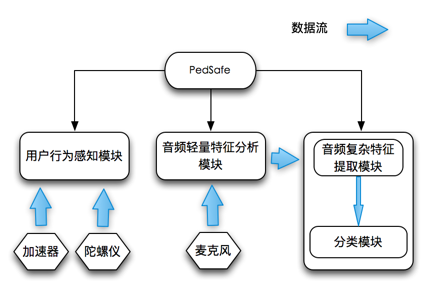 数据流
PedSafe
用户行为感知模块
音频轻量特征分析
模块
音频复杂特征
提取模块
分类模块
加速器
陀螺仪
麦克风